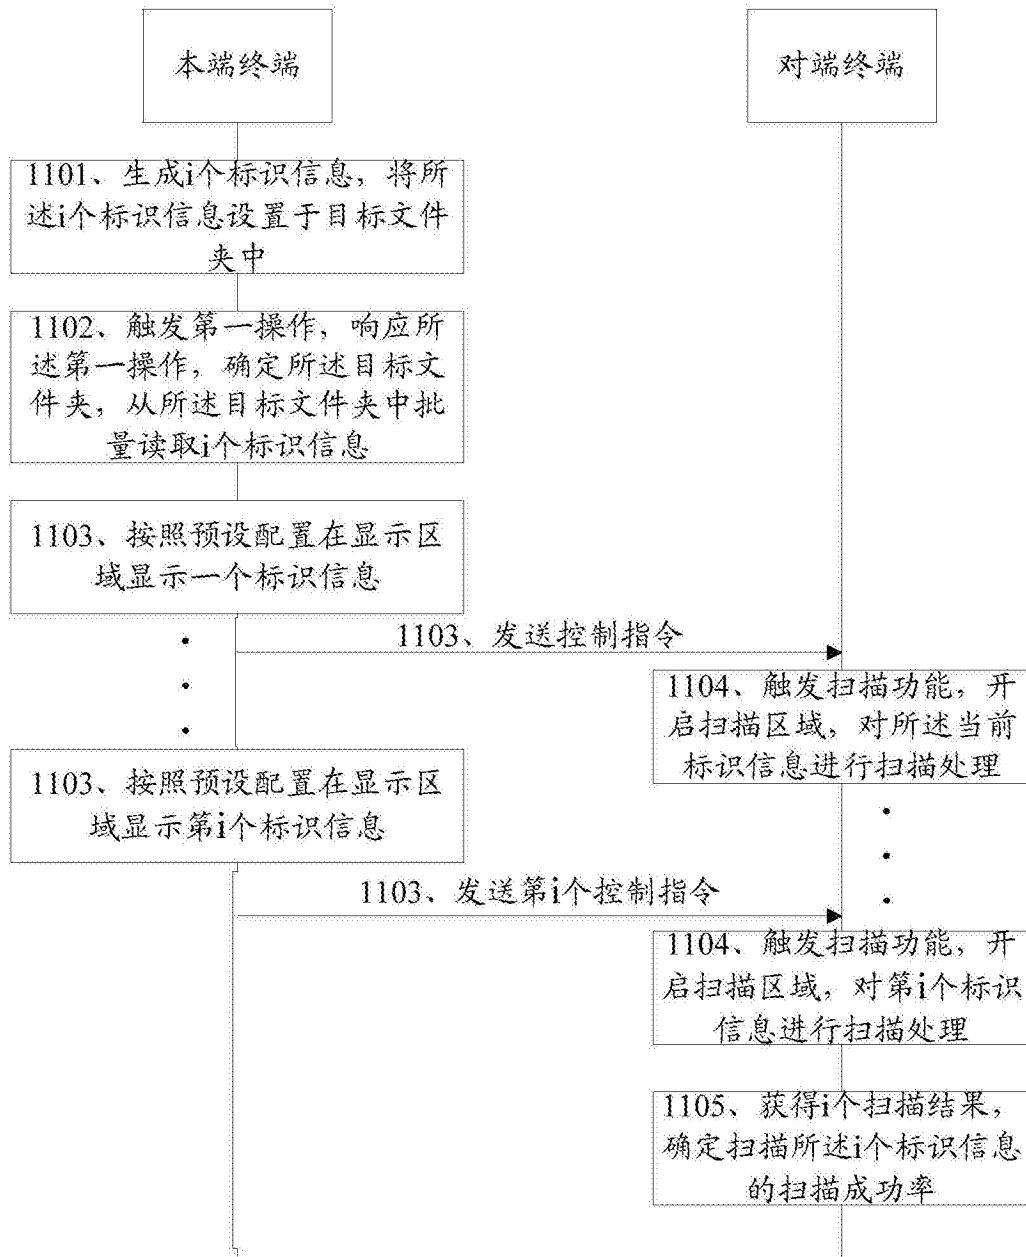 本端终端
对端终端
1101、生成i个标识信息，将所
述i个标识信息设置于目标文件
夹中
1102、触发第一操作，响应所
述第一操作，确定所述目标文
件夹，从所述目标文件夹中批
量读取i个标识信息
1103、按照预设配置在显示区
域显示一个标识信息
1103、发送控制指令
1104、触发扫描功能，开
启扫描区域，对所述当前
标识信息进行扫描处理
1103、按照预设配置在显示区
域显示第i个标识信息
1103、发送第i个控制指令
1104、触发扫描功能，开
启扫描区域，对第i个标识
信息进行扫描处理
1105、获得i个扫描结果，
确定扫描所述i个标识信息
的扫描成功率